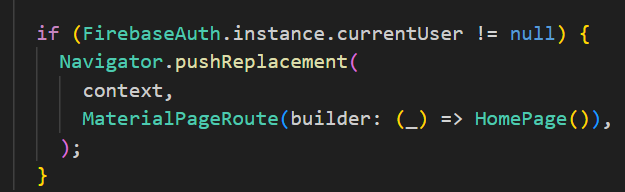 if (FirebaseAuth.instance.currentUser != null) {
  Navigator.pushReplacement(
    context,
    MaterialPageRoute(builder: (_) => HomePage()),
  );
}